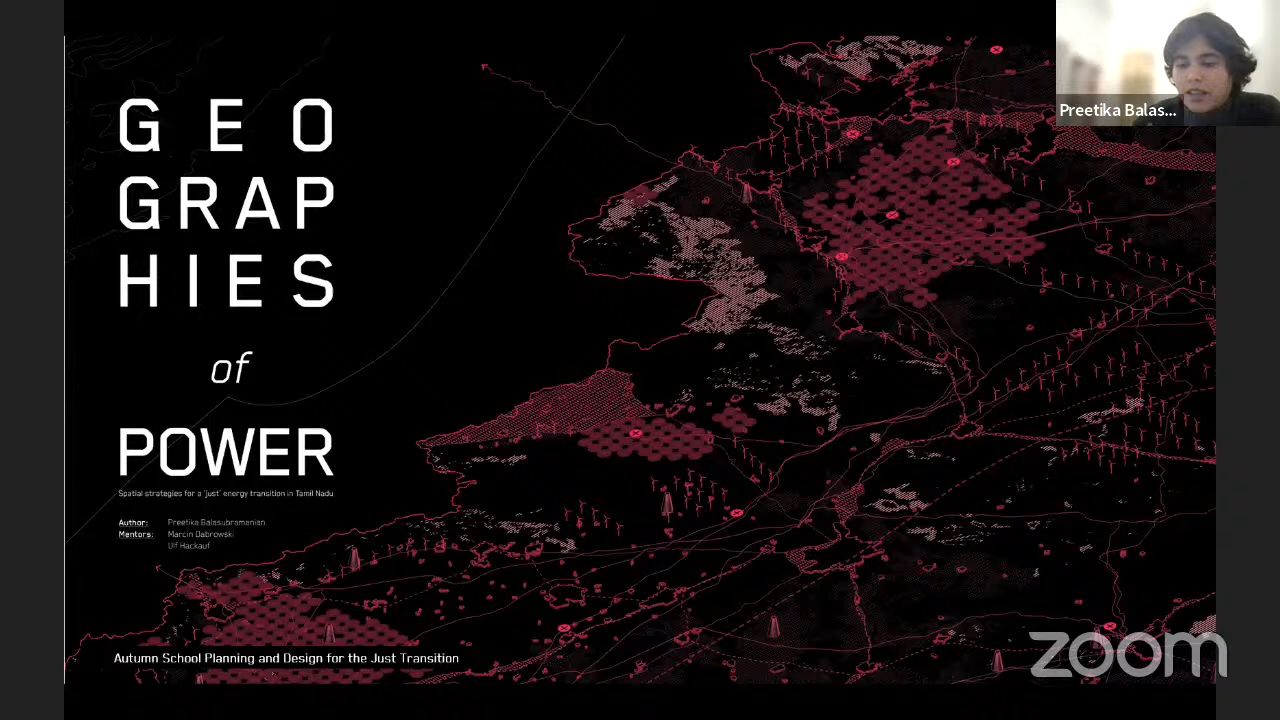 GEO
GRAP
HIES
of
POWER
Spatial strategies for a 'just' energy transition in Tamil Nadu
Author: Preetika Balasubramanian
Mentors: Marcin Dabrowski
Ulf Hackauf
Autumn School Planning and Design for the Just Transition
Preetika Balas...
zoom